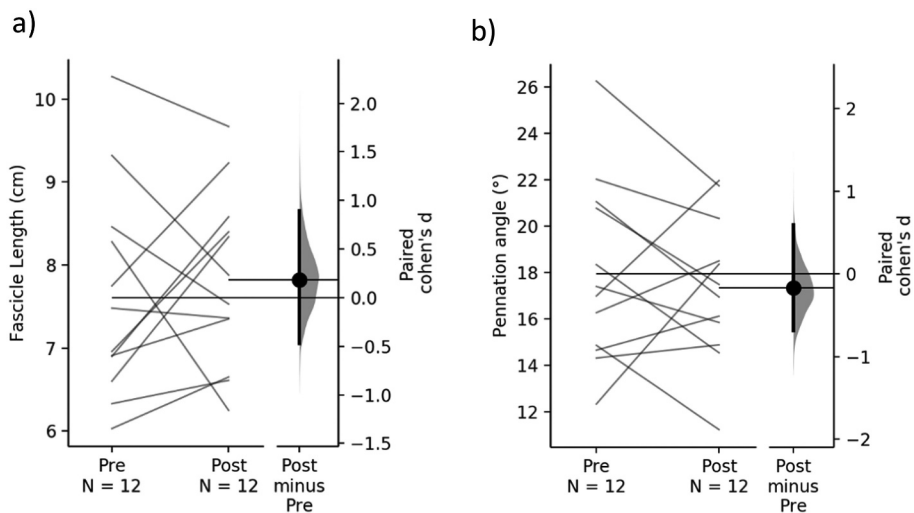 a)
Fascicle Length (cm)
10
9
8
7
6
2.0
1.5
1.0
0.5
0.0
−0.5
−1.0
−1.5
Paired
cohen's d
Pre
N = 12
Post
N = 12
Post
minus
Pre
b)
Pennation angle (°)
26
24
22
20
18
16
14
12
2
1
0
−1
−2
Paired
cohen's d
Pre
N = 12
Post
N = 12
Post
minus
Pre